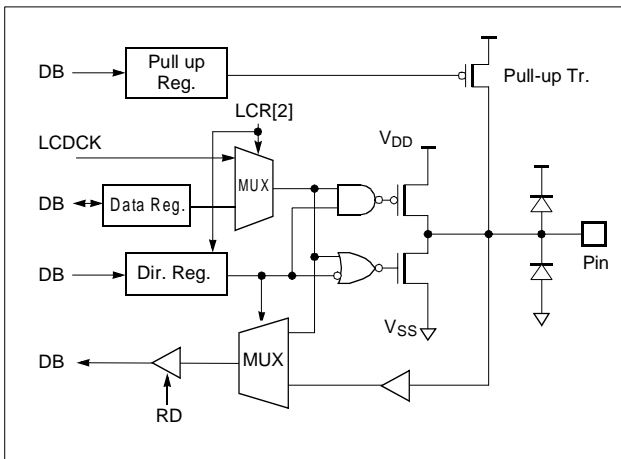 DB
Pull up
Reg.
Pull-up Tr.
LCR[2]
LCDCK
VDD
MUX
DB
Data Reg.
DB
Dir. Reg.
Pin
VSS
DB
MUX
RD